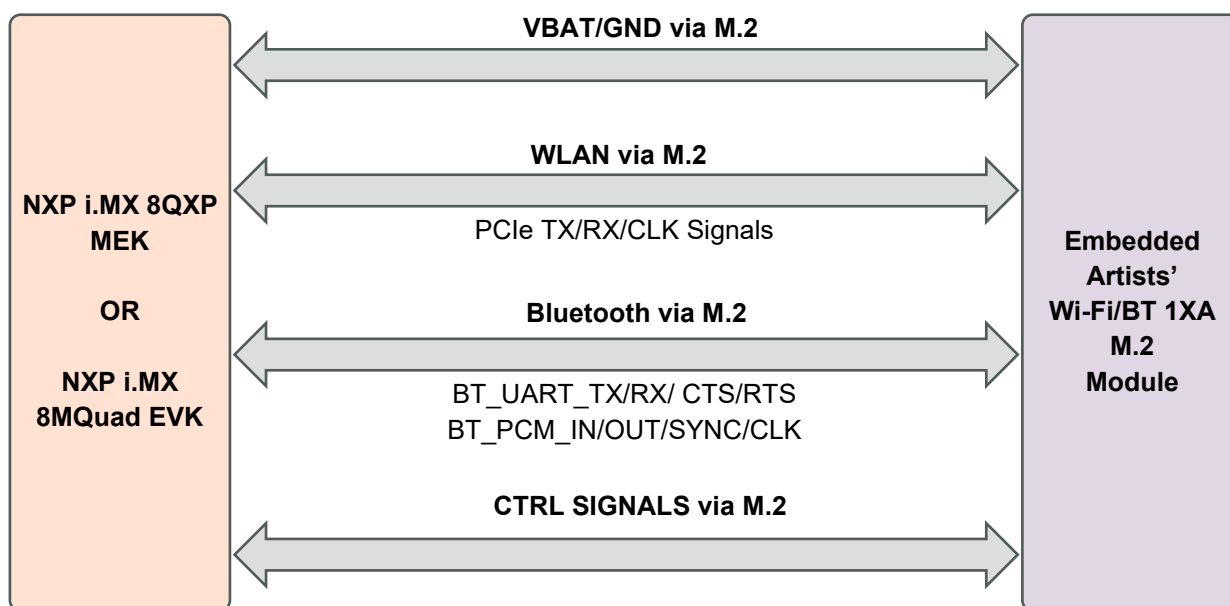 VBAT/GND via M.2
WLAN via M.2
NXP i.MX 8QXP
MEK
OR
NXP i.MX
8MQuad EVK
PCIe TX/RX/CLK Signals
Bluetooth via M.2
BT_UART_TX/RX/ CTS/RTS
BT_PCM_IN/OUT/SYNC/CLK
CTRL SIGNALS via M.2
Embedded
Artists’
Wi-Fi/BT 1XA
M.2
Module